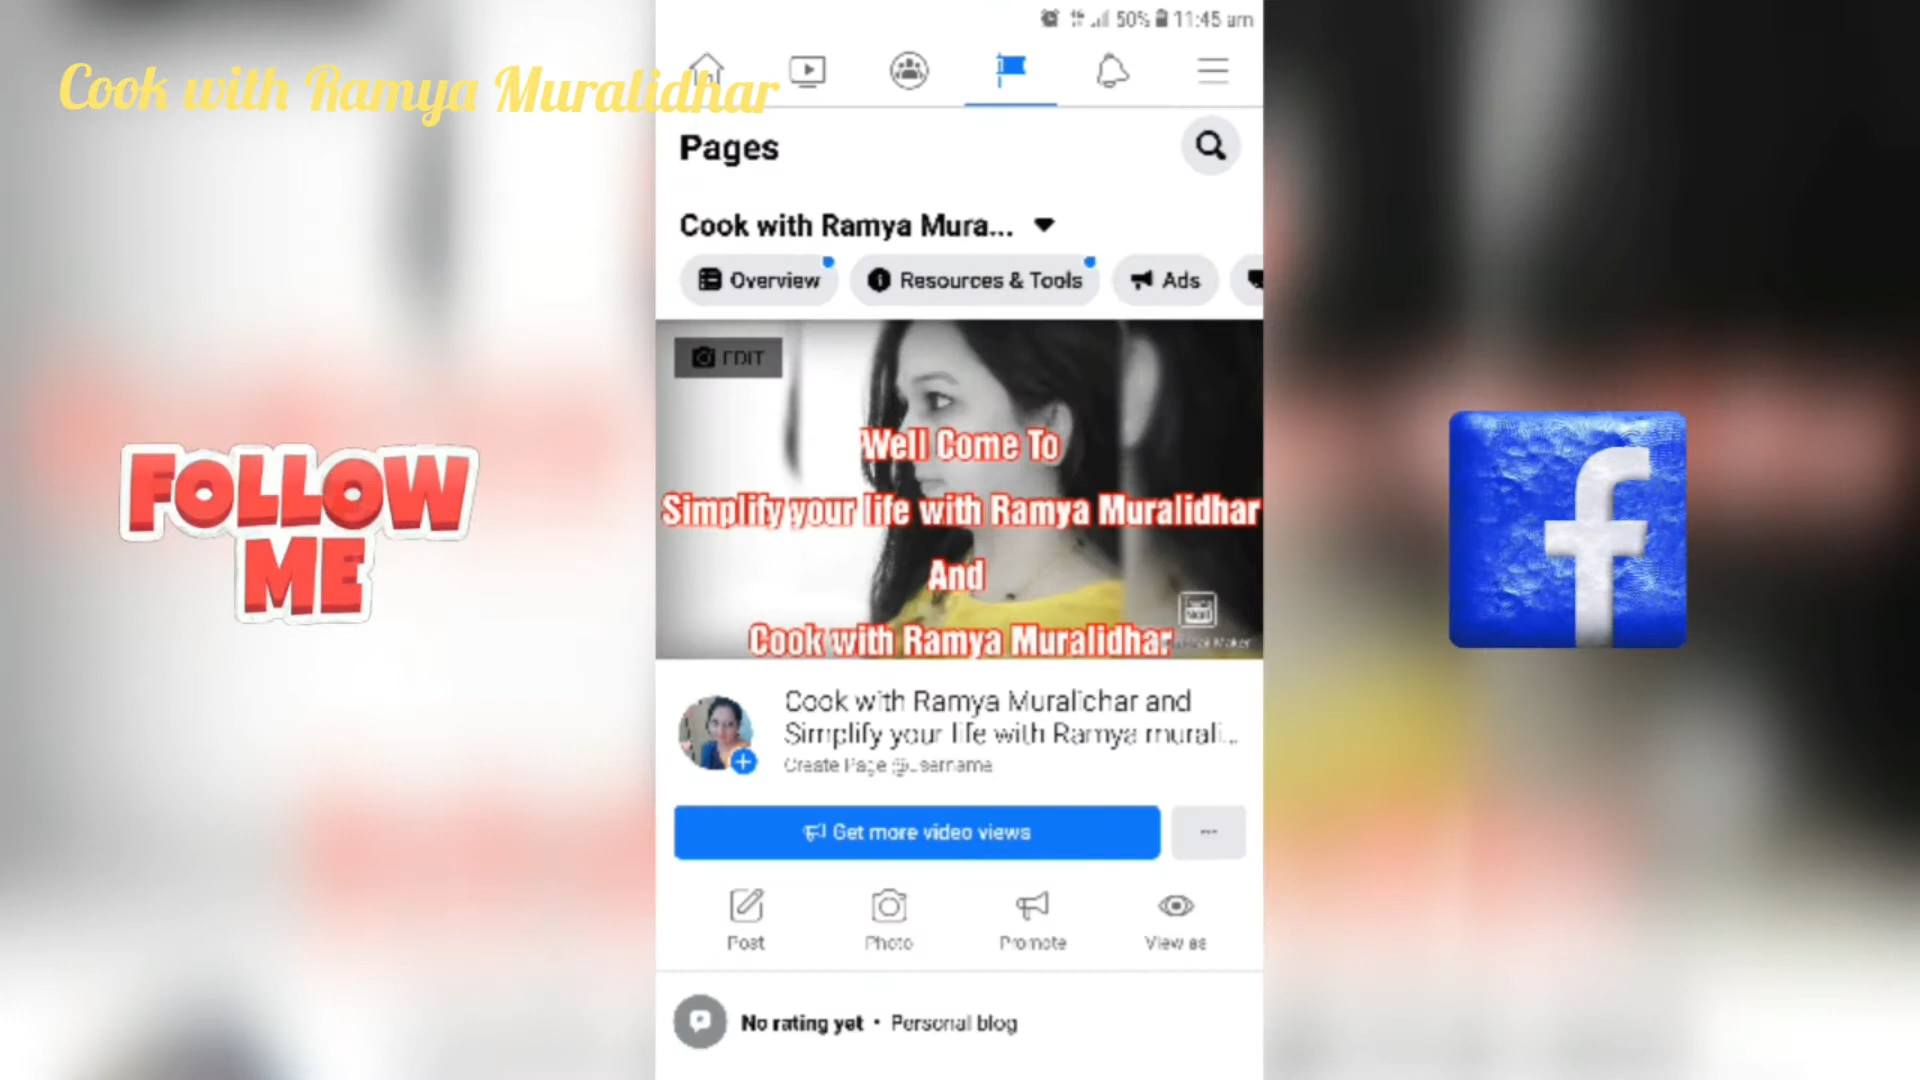 50% 11:45 am
Cook with Ramya Muralidhar
Pages
Cook with Ramya Mura...
Overview
Resources & Tools
Ads
EDIT
Well Come To
Simplify your life with Ramya Muralidhar
And
Cook with Ramya Muralidhar
FOLLOW
ME
f
Cook with Ramya Muralidhar and
Simplify your life with Ramya murali...
Create Page @username
Get more video views
...
Post
Photo
Promote
View as
No rating yet • Personal blog